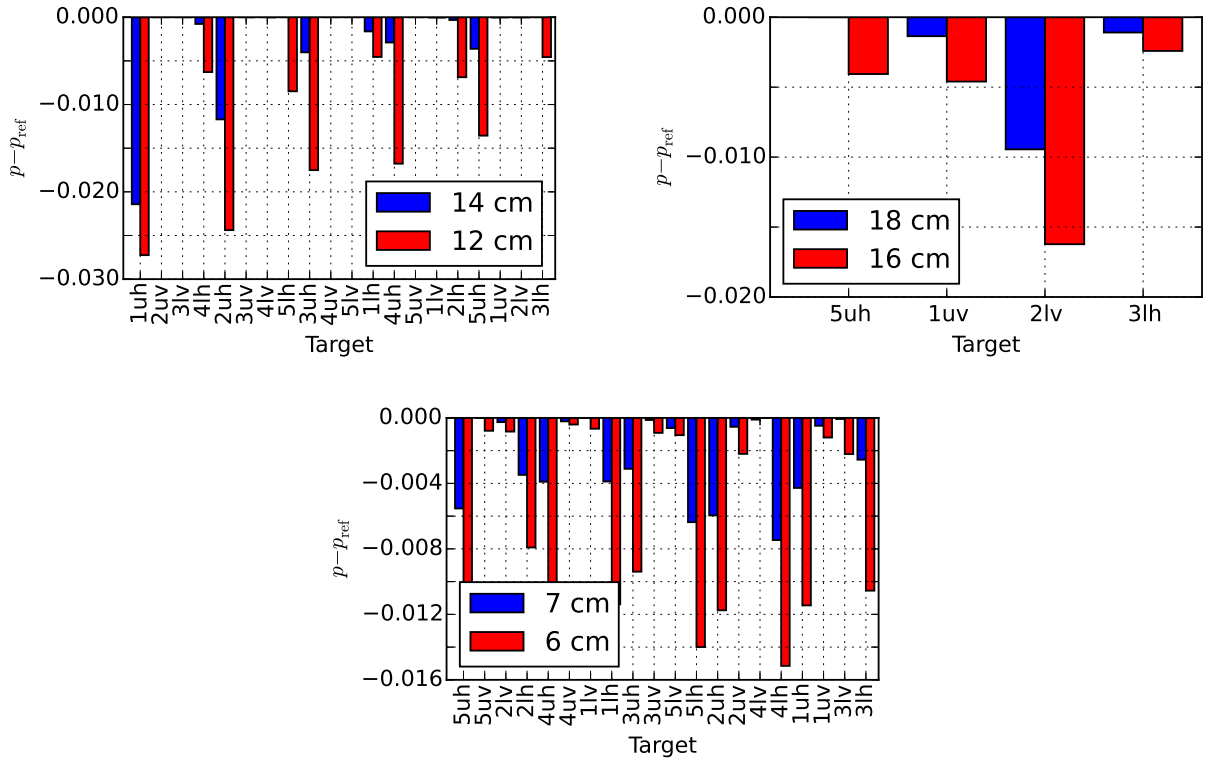 0.000
−0.010
−0.020
−0.030
p−p_ref
14 cm
12 cm
1uh 2uv 3lv 4lh 2uh 3uv 4lv 5lh 3uh 4uv 5lv 1lh 4uh 5uv 1lv 2lh 5uh 1uv 2lv 3lh
Target
0.000
−0.010
−0.020
p−p_ref
18 cm
16 cm
5uh 1uv 2lv 3lh
Target
0.000
−0.004
−0.008
−0.012
−0.016
p−p_ref
7 cm
6 cm
5uh 5uv 2lv 2lh 4uh 4uv 1lv 1lh 3uh 3uv 5lv 5lh 2uh 2uv 4lv 4lh 1uh 1uv 3lv 3lh
Target